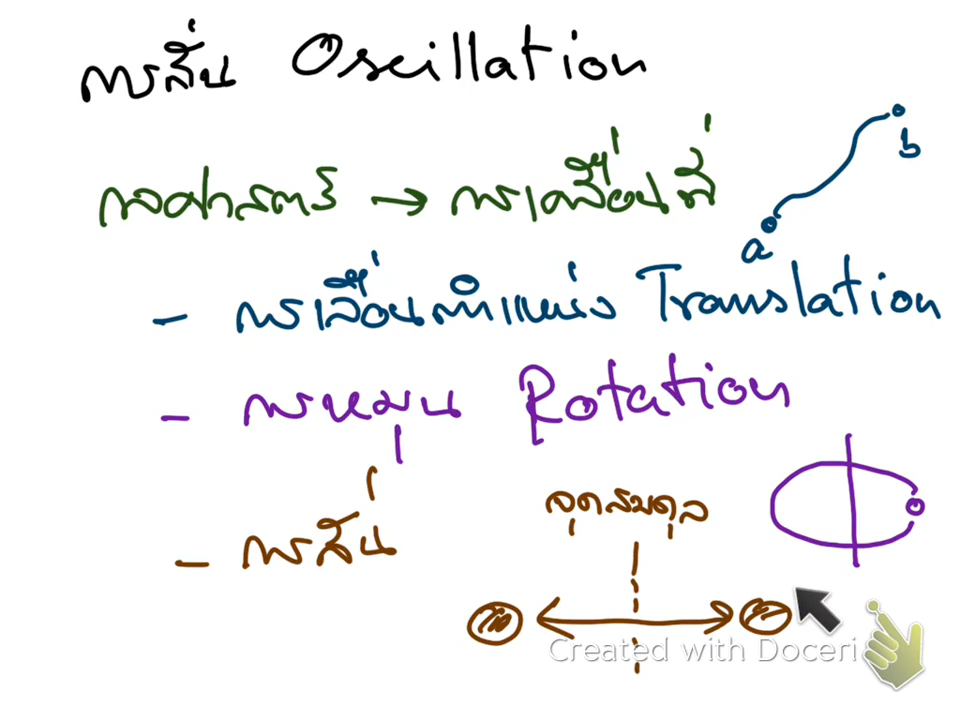 การสั่น Oscillation
กลศาสตร์ → การเคลื่อนที่
b
a
- การเลื่อนตำแหน่ง Translation
- การหมุน Rotation
- การสั่น
จุดสมดุล
Created with Doceri